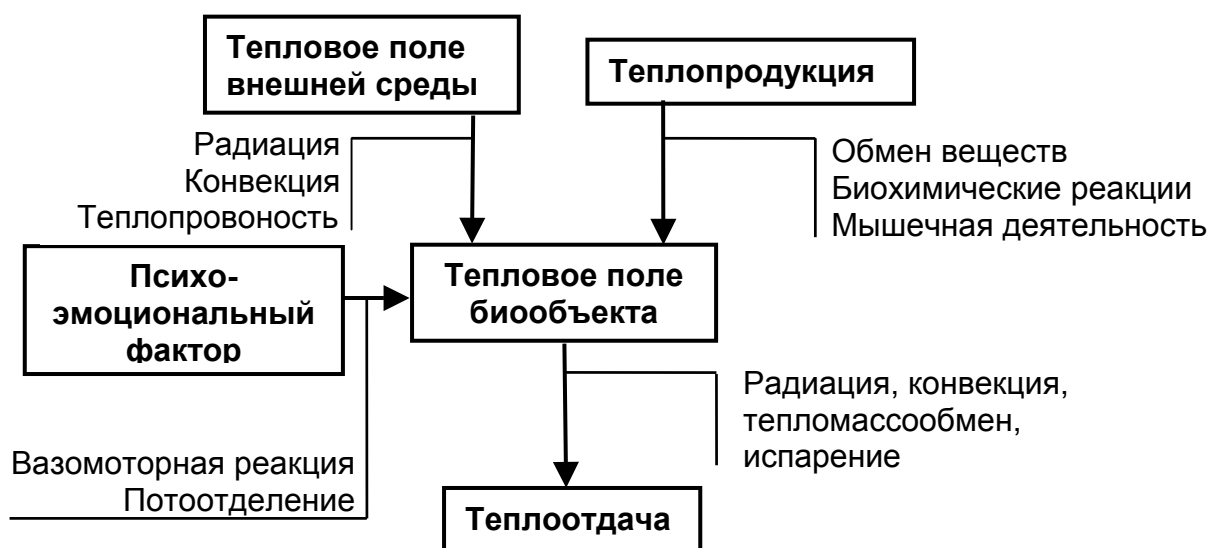 Тепловое поле
внешней среды
Теплопродукция
Радиация
Конвекция
Теплопровоность
Обмен веществ
Биохимические реакции
Мышечная деятельность
Психо-
эмоциональный
фактор
Тепловое поле
биообъекта
Радиация, конвекция,
тепломассообмен,
испарение
Вазомоторная реакция
Потоотделение
Теплоотдача